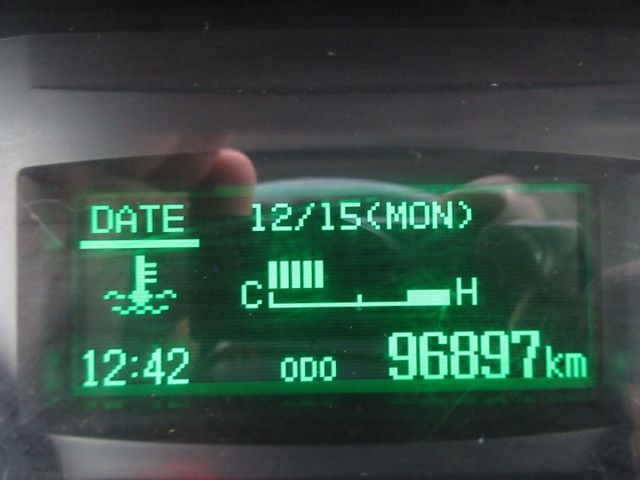 DATE 12/15(MON)
C H
12:42 ODO 96897km